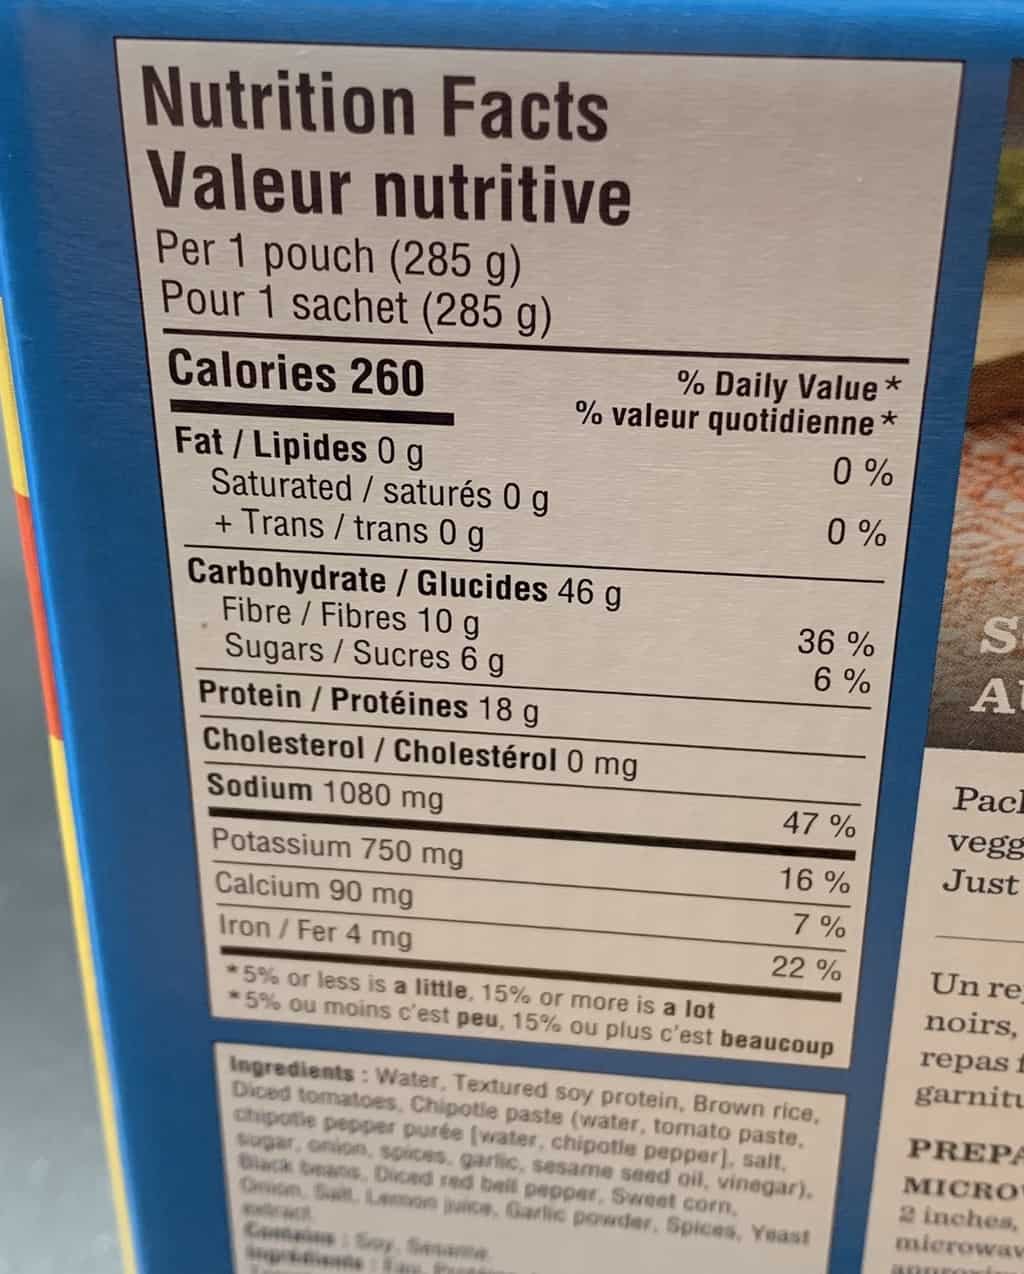 Nutrition Facts
Valeur nutritive
Per 1 pouch (285 g)
Pour 1 sachet (285 g)
Calories 260
% Daily Value *
% valeur quotidienne *
Fat / Lipides 0 g 0 %
Saturated / saturés 0 g
+ Trans / trans 0 g 0 %
Carbohydrate / Glucides 46 g
Fibre / Fibres 10 g 36 %
Sugars / Sucres 6 g 6 %
Protein / Protéines 18 g
Cholesterol / Cholestérol 0 mg
Sodium 1080 mg 47 %
Potassium 750 mg 16 %
Calcium 90 mg 7 %
Iron / Fer 4 mg 22 %
*5% or less is a little, 15% or more is a lot
*5% ou moins c'est peu, 15% ou plus c'est beaucoup
Ingredients : Water, Textured soy protein, Brown rice,
Diced tomatoes, Chipotle paste (water, tomato paste,
chipotle pepper purée [water, chipotle pepper], salt,
sugar, onion, spices, garlic, sesame seed oil, vinegar),
Black beans, Diced red bell pepper, Sweet corn,
Onion, Salt, Lemon juice, Garlic powder, Spices, Yeast
extract.
Contains : Soy, Sesame.
Ingrédients : Eau,
S
A
Pac
vegg
Just
Un re
noirs,
repas
garnitu
PREPA
MICRO
2 inches,
microwav